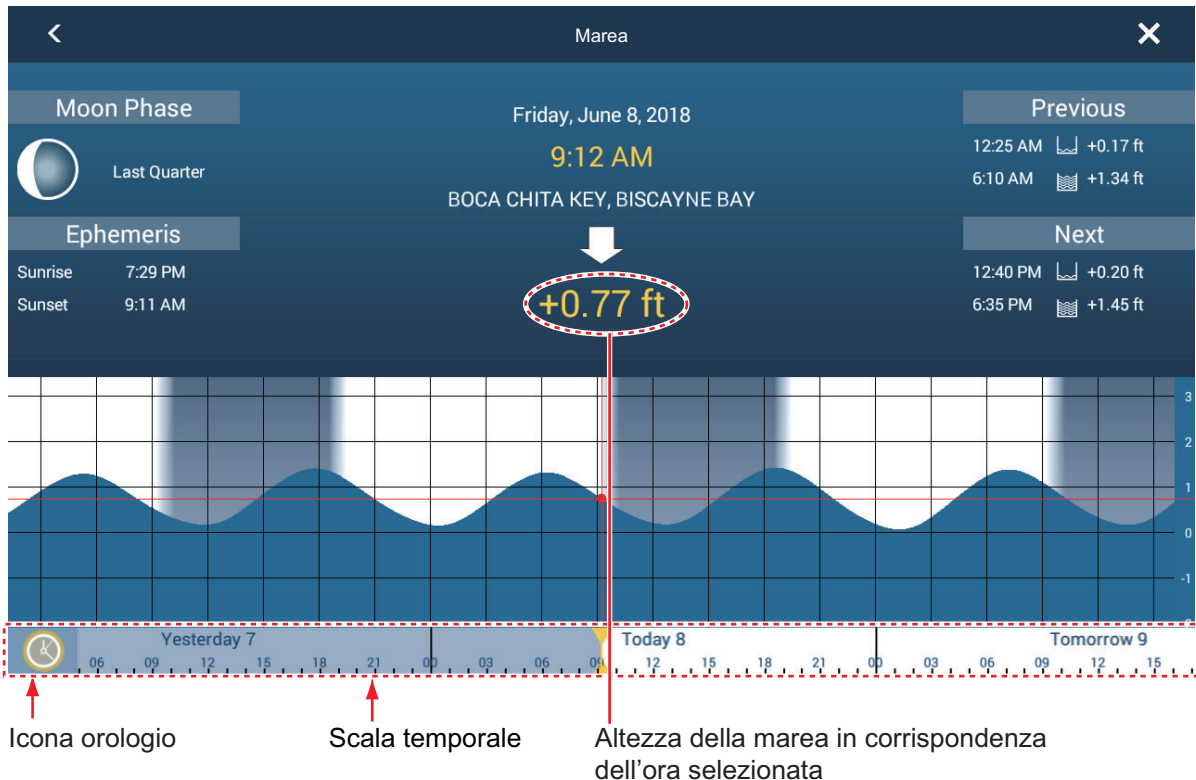 Marea
Moon Phase
Last Quarter
Ephemeris
Sunrise 7:29 PM
Sunset 9:11 AM
Friday, June 8, 2018
9:12 AM
BOCA CHITA KEY, BISCAYNE BAY
+0.77 ft
Previous
12:25 AM +0.17 ft
6:10 AM +1.34 ft
Next
12:40 PM +0.20 ft
6:35 PM +1.45 ft
3
2
1
0
-1
Yesterday 7 Today 8 Tomorrow 9
06 09 12 15 18 21 00 03 06 09 12 15 18 21 00 03 06 09 12 15
Icona orologio
Scala temporale
Altezza della marea in corrispondenza
dell'ora selezionata